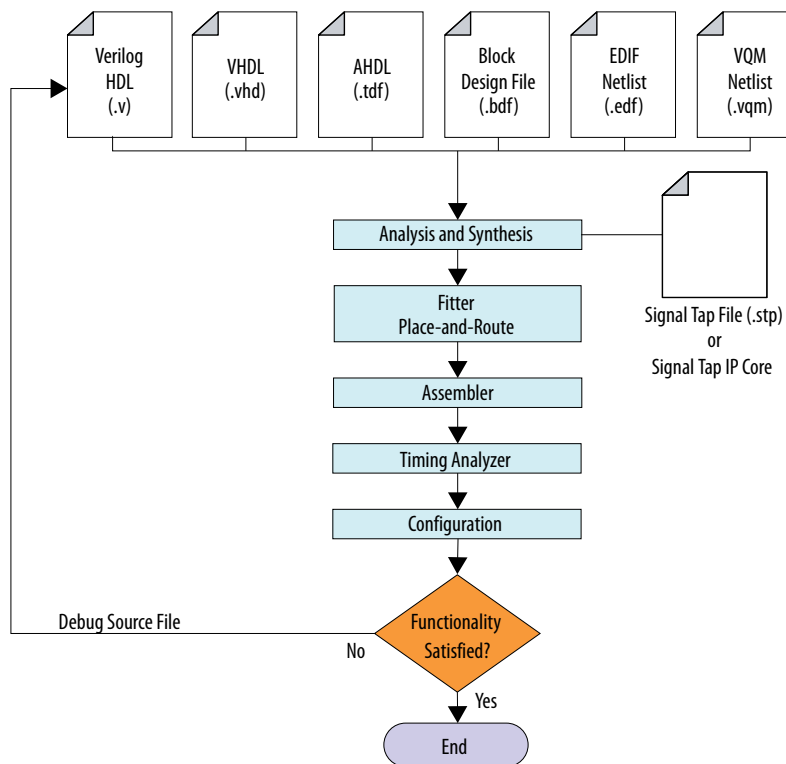 Verilog
HDL
(.v)
VHDL
(.vhd)
AHDL
(.tdf)
Block
Design File
(.bdf)
EDIF
Netlist
(.edf)
VQM
Netlist
(.vqm)
Analysis and Synthesis
Signal Tap File (.stp)
or
Signal Tap IP Core
Fitter
Place-and-Route
Assembler
Timing Analyzer
Configuration
Functionality
Satisfied?
Debug Source File
No
Yes
End